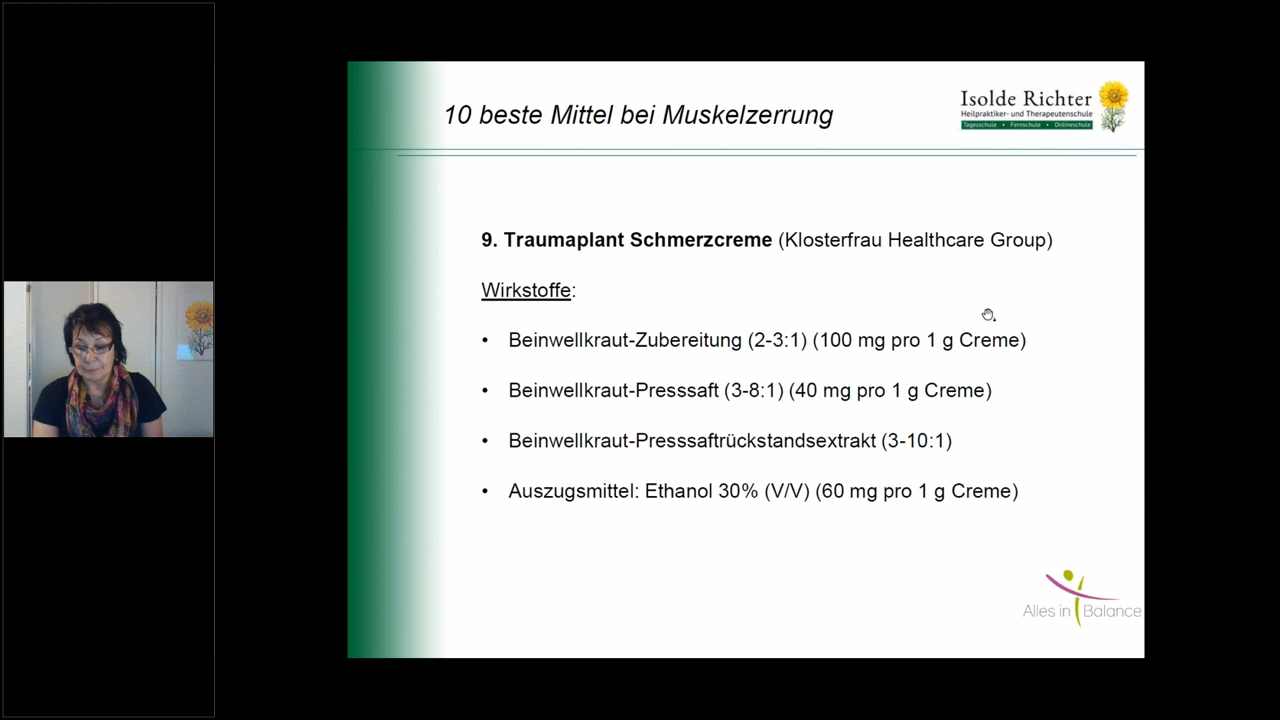 10 beste Mittel bei Muskelzerrung
Isolde Richter
Heilpraktiker- und Therapeutenschule
Tagesschule • Fernschule • Onlineschule
9. Traumaplant Schmerzcreme (Klosterfrau Healthcare Group)
Wirkstoffe:
• Beinwellkraut-Zubereitung (2-3:1) (100 mg pro 1 g Creme)
• Beinwellkraut-Presssaft (3-8:1) (40 mg pro 1 g Creme)
• Beinwellkraut-Presssaftrückstandsextrakt (3-10:1)
• Auszugsmittel: Ethanol 30% (V/V) (60 mg pro 1 g Creme)
Alles in Balance